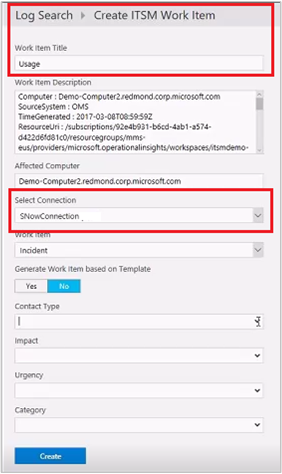 Log Search ▸ Create ITSM Work Item
Work Item Title
Usage
Work Item Description
Computer : Demo-Computer2.redmond.corp.microsoft.com
SourceSystem : OMS
TimeGenerated : 2017-03-08T08:59:59Z
ResourceUri : /subscriptions/92e4b931-b6cd-4ab1-a574-
d422d6fd81c0/resourcegroups/mms-
eus/providers/microsoft.operationalinsights/workspaces/itsmdemo-
Affected Computer
Demo-Computer2.redmond.corp.microsoft.com
Select Connection
SNowConnection
Work Item
Incident
Generate Work Item based on Template
Yes No
Contact Type
Impact
Urgency
Category
Create